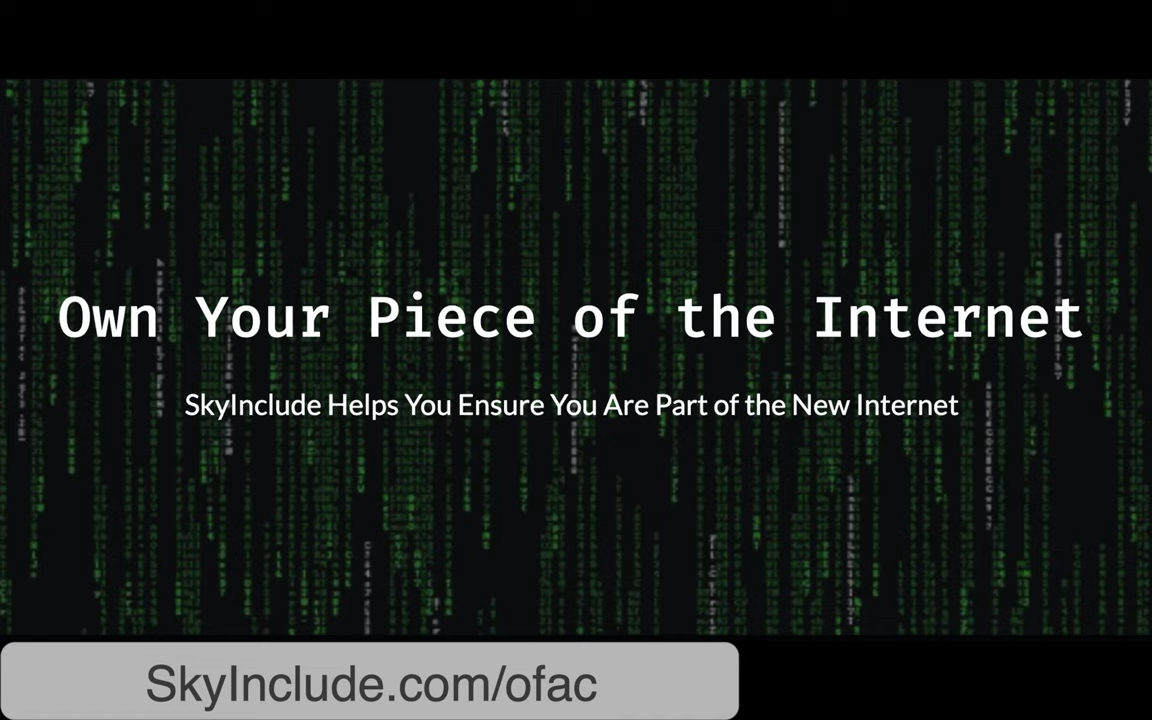 Own Your Piece of the Internet
SkyInclude Helps You Ensure You Are Part of the New Internet
SkyInclude.com/ofac